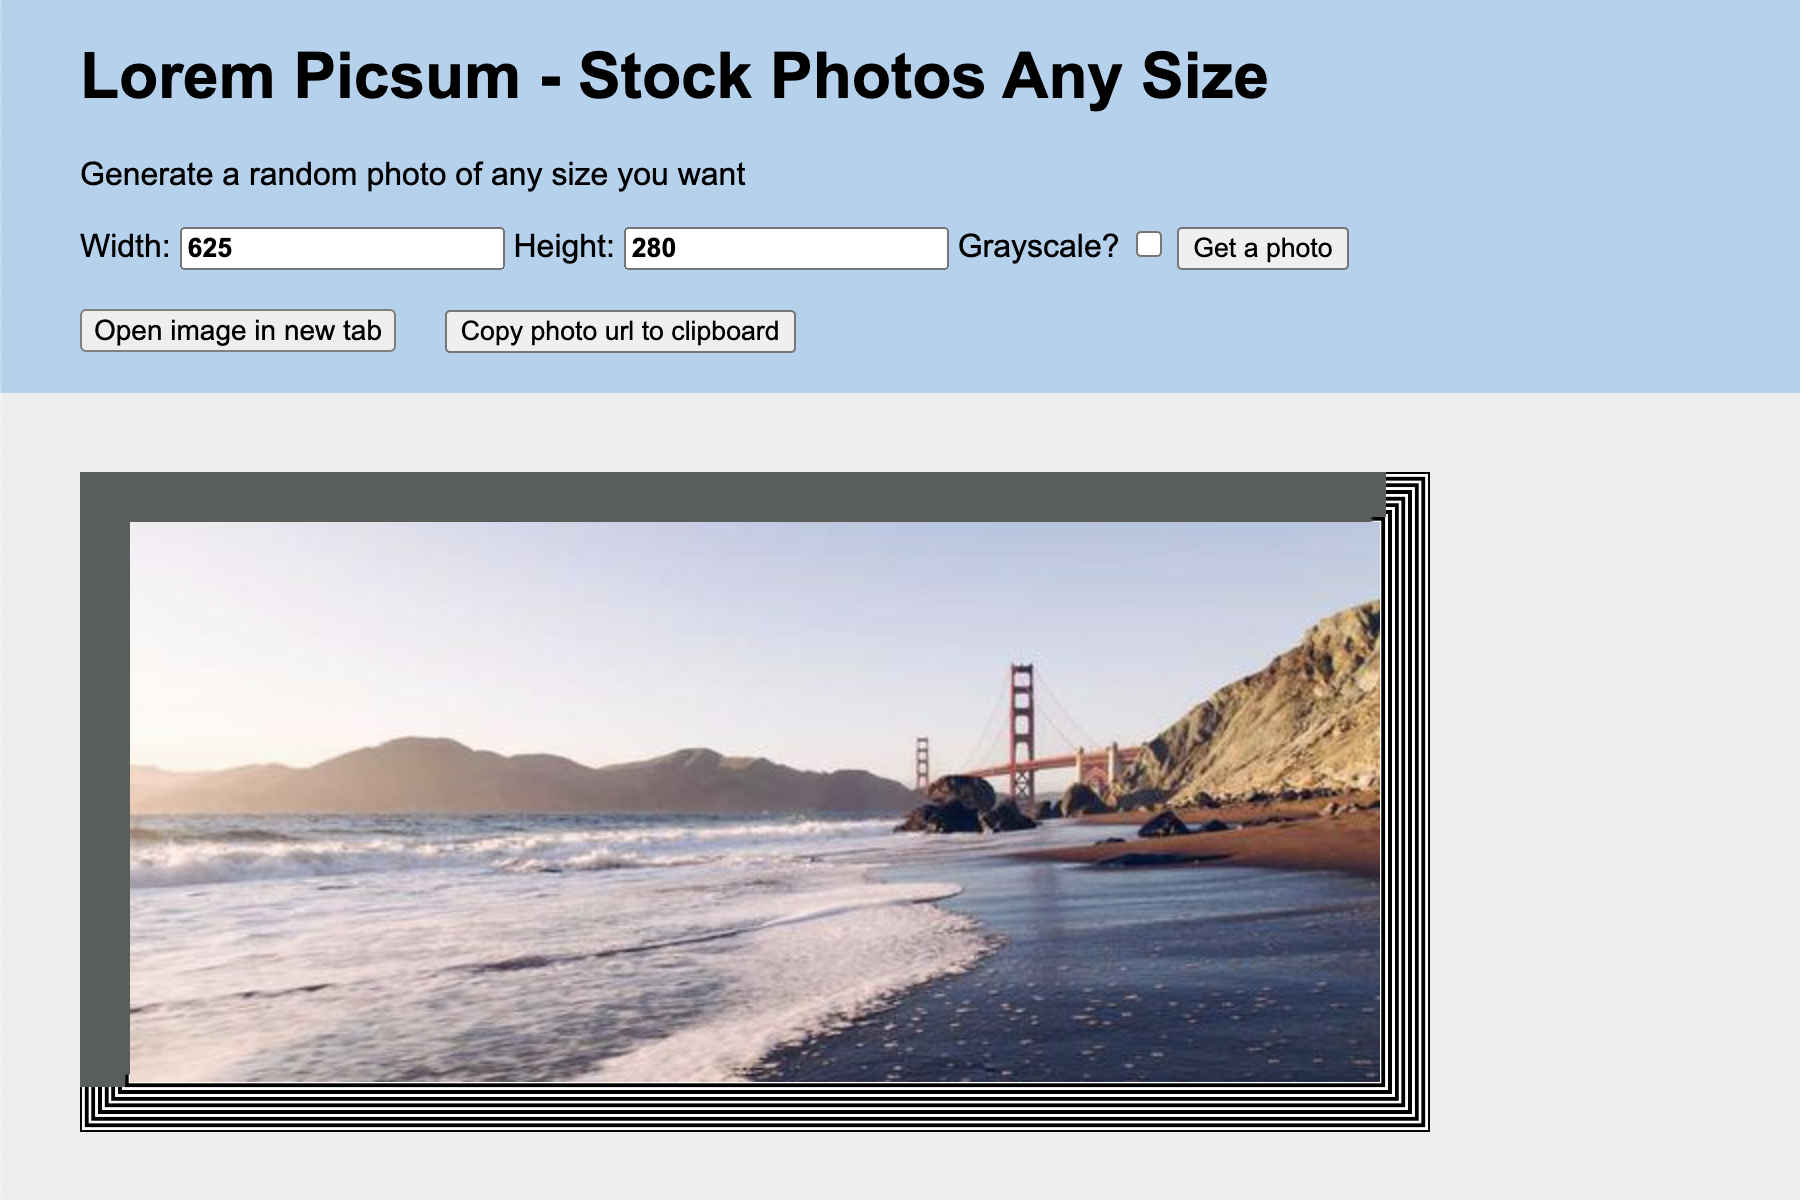 Lorem Picsum - Stock Photos Any Size
Generate a random photo of any size you want
Width: 625 Height: 280 Grayscale? Get a photo
Open image in new tab Copy photo url to clipboard